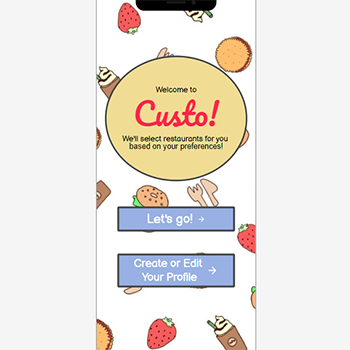 Welcome to
Custo!
We'll select restaurants for you
based on your preferences!
Let's go! →
Create or Edit
Your Profile →